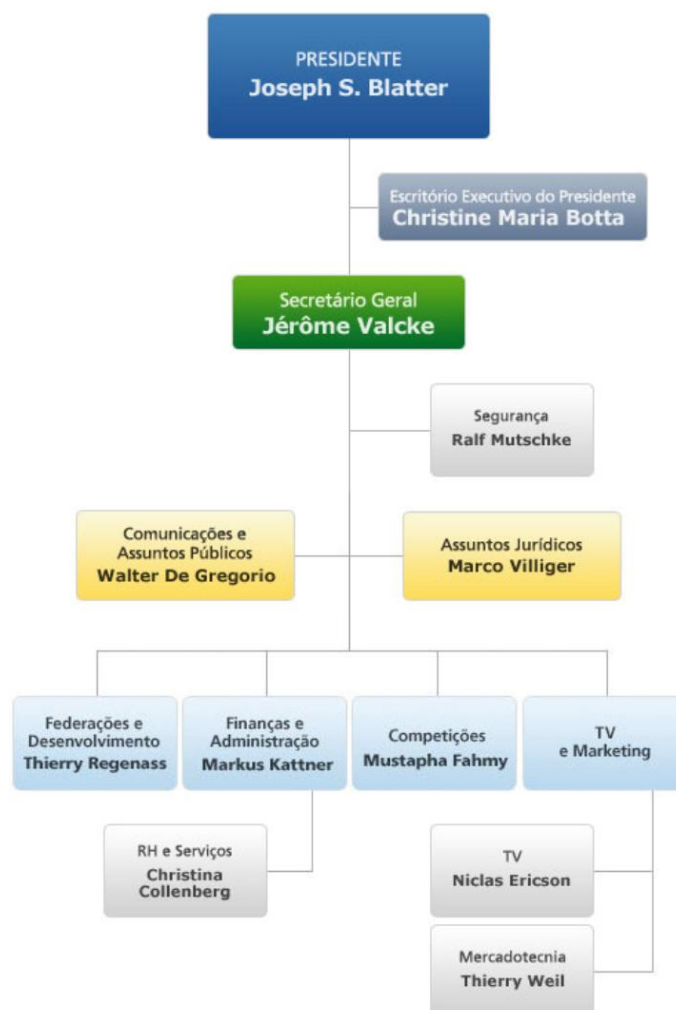 PRESIDENTE
Joseph S. Blatter
Escritório Executivo do Presidente
Christine Maria Botta
Secretário Geral
Jérôme Valcke
Segurança
Ralf Mutschke
Comunicações e
Assuntos Públicos
Walter De Gregorio
Assuntos Jurídicos
Marco Villiger
Federações e
Desenvolvimento
Thierry Regenass
Finanças e
Administração
Markus Kattner
Competições
Mustapha Fahmy
TV
e Marketing
RH e Serviços
Christina
Collenberg
TV
Niclas Ericson
Mercadotecnia
Thierry Weil